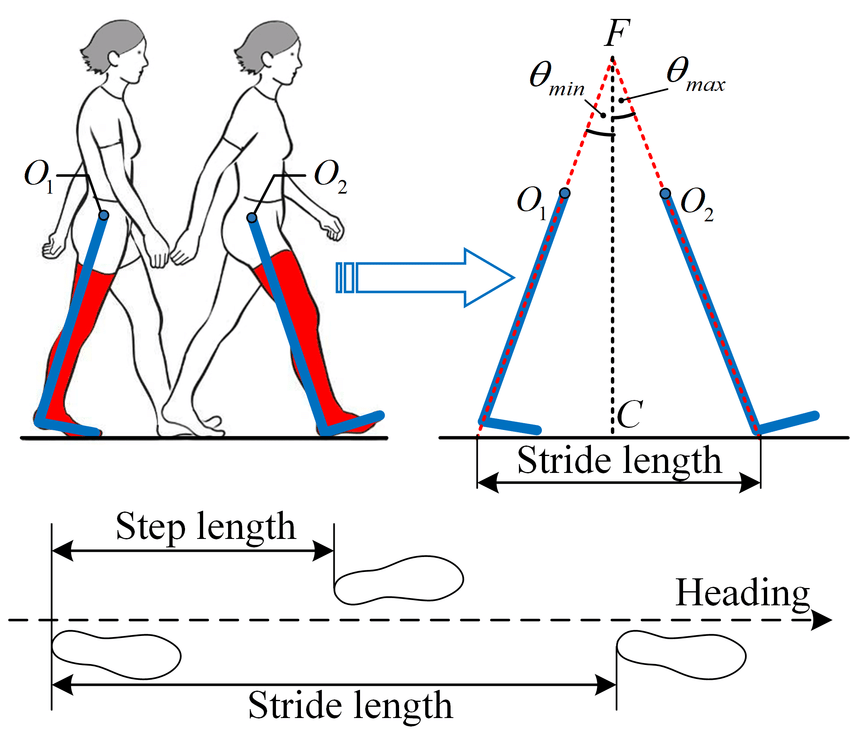 F
θmin
θmax
O1
O2
O1
O2
C
Stride length
Step length
Heading
Stride length